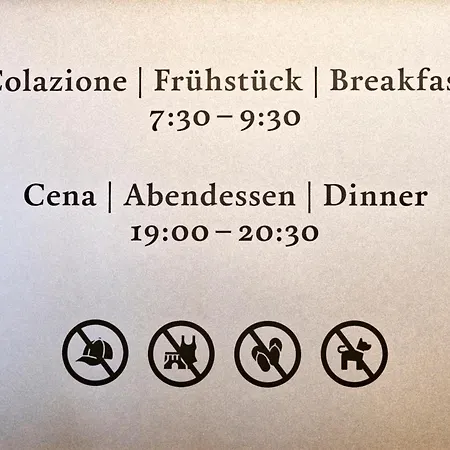 Colazione | Frühstück | Breakfas
7:30 – 9:30
Cena | Abendessen | Dinner
19:00 – 20:30